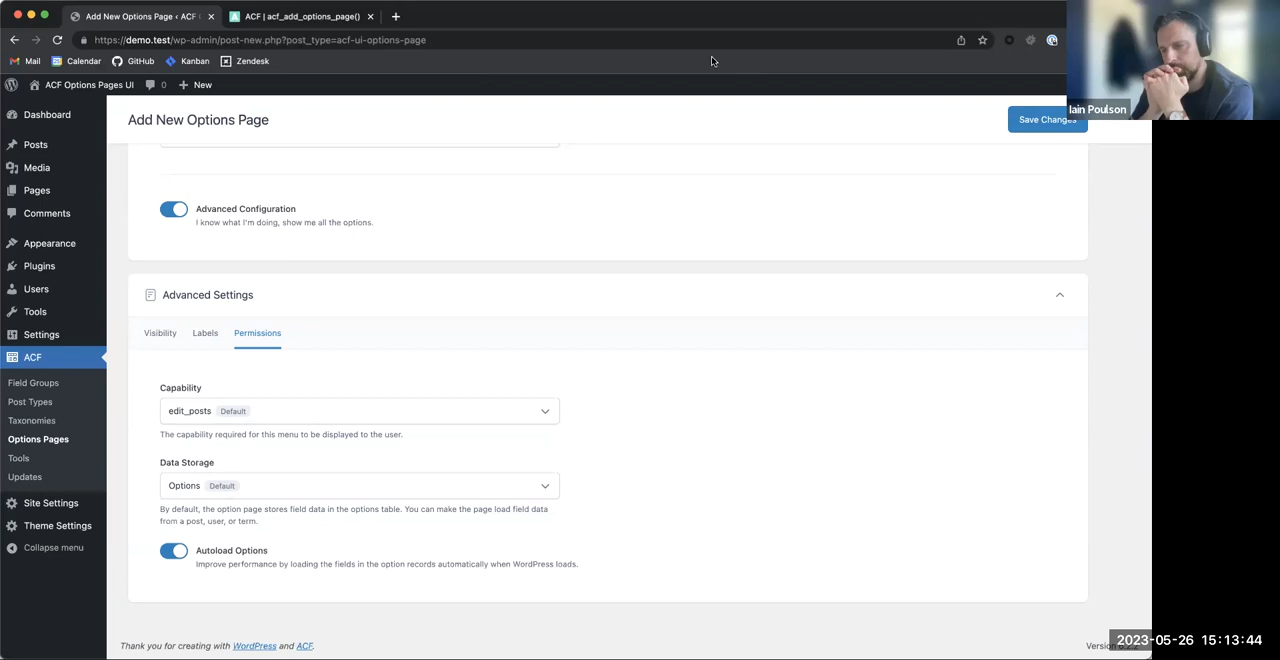 Add New Options Page ‹ ACF
ACF | acf_add_options_page()
https://demo.test/wp-admin/post-new.php?post_type=acf-ui-options-page
Mail
Calendar
GitHub
Kanban
Zendesk
ACF Options Pages UI
0
New
Iain Poulson
Dashboard
Posts
Media
Pages
Comments
Appearance
Plugins
Users
Tools
Settings
ACF
Field Groups
Post Types
Taxonomies
Options Pages
Tools
Updates
Site Settings
Theme Settings
Collapse menu
Add New Options Page
Save Changes
Advanced Configuration
I know what I'm doing, show me all the options.
Advanced Settings
Visibility
Labels
Permissions
Capability
edit_posts Default
The capability required for this menu to be displayed to the user.
Data Storage
Options Default
By default, the option page stores field data in the options table. You can make the page load field data
from a post, user, or term.
Autoload Options
Improve performance by loading the fields in the option records automatically when WordPress loads.
Thank you for creating with WordPress and ACF.
2023-05-26 15:13:44